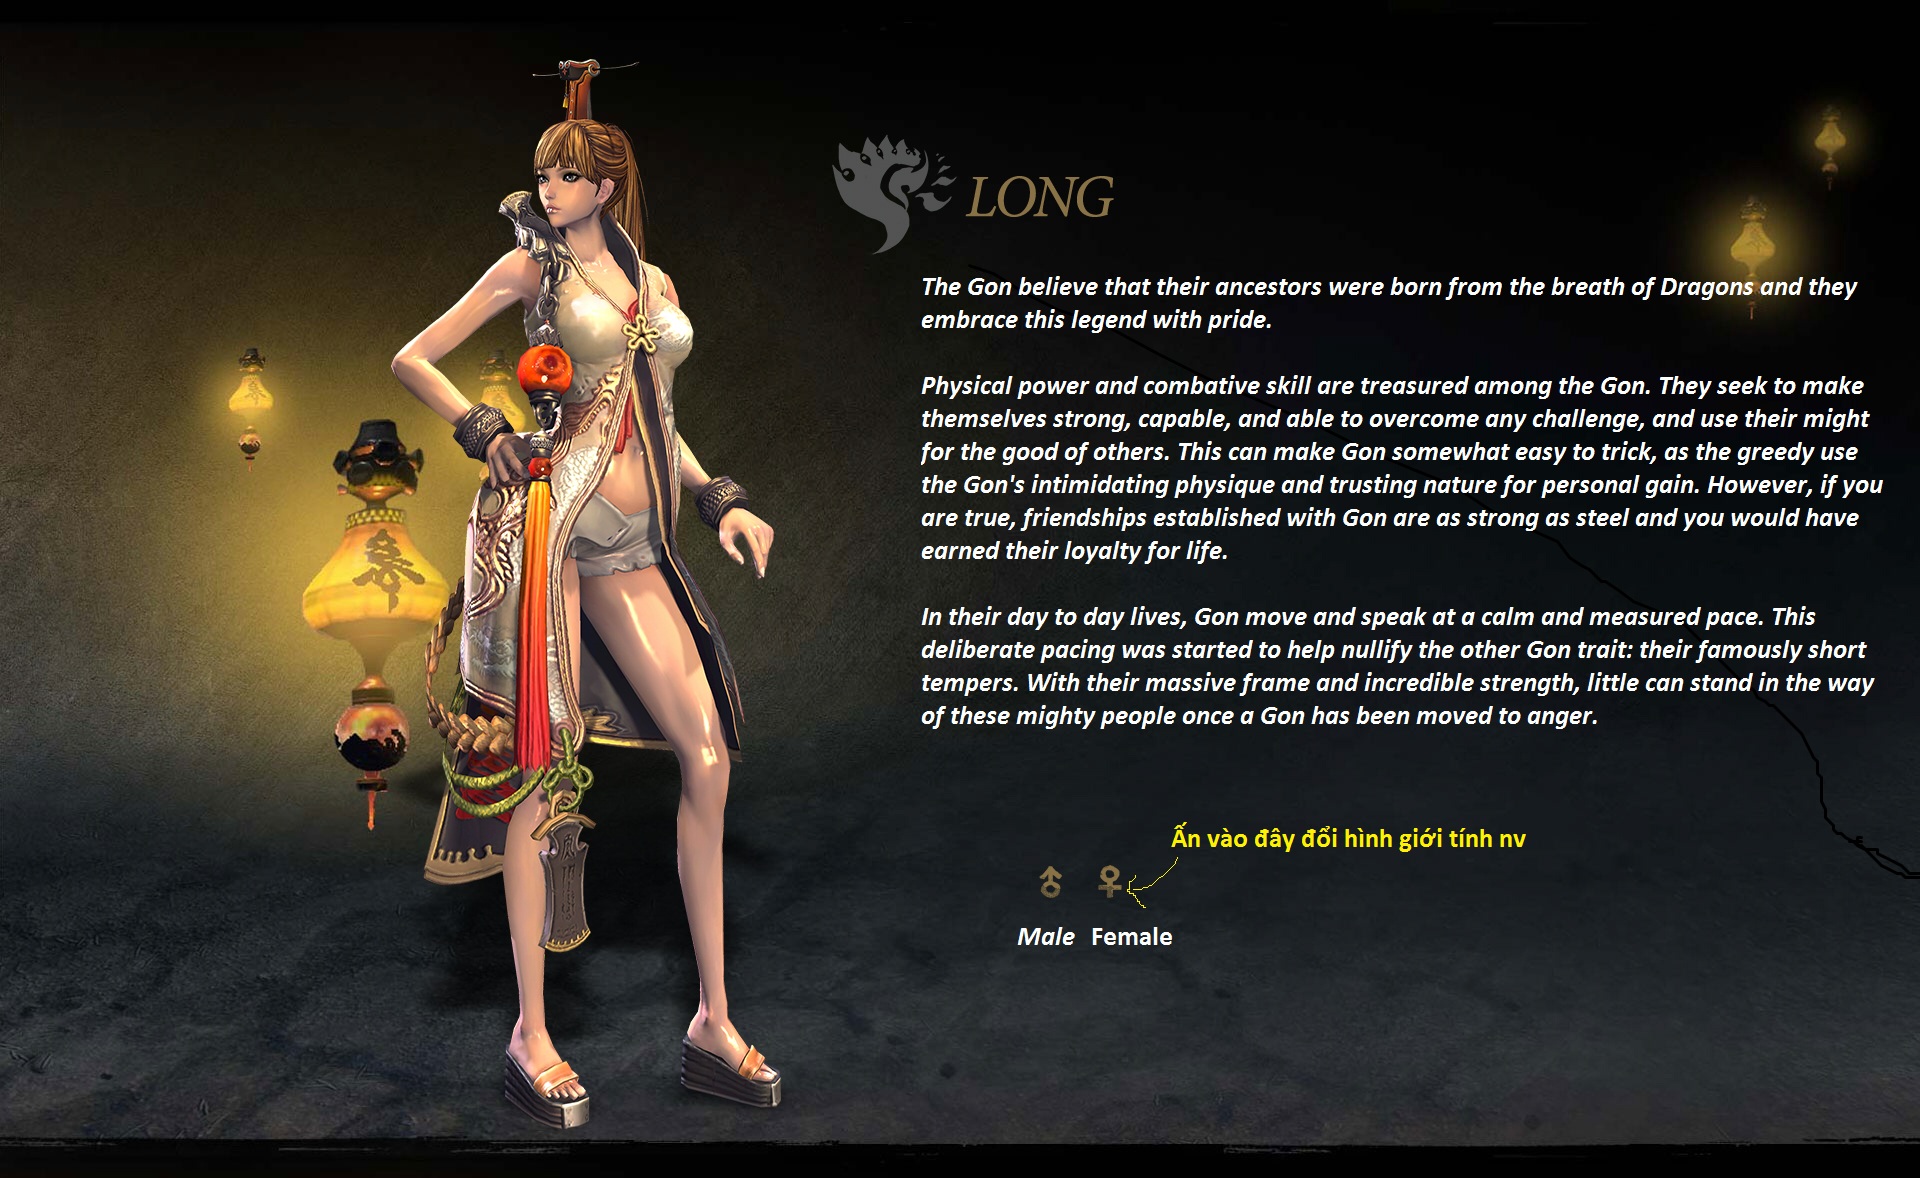 LONG
The Gon believe that their ancestors were born from the breath of Dragons and they
embrace this legend with pride.
Physical power and combative skill are treasured among the Gon. They seek to make
themselves strong, capable, and able to overcome any challenge, and use their might
for the good of others. This can make Gon somewhat easy to trick, as the greedy use
the Gon's intimidating physique and trusting nature for personal gain. However, if you
are true, friendships established with Gon are as strong as steel and you would have
earned their loyalty for life.
In their day to day lives, Gon move and speak at a calm and measured pace. This
deliberate pacing was started to help nullify the other Gon trait: their famously short
tempers. With their massive frame and incredible strength, little can stand in the way
of these mighty people once a Gon has been moved to anger.
Ấn vào đây đổi hình giới tính nv
♂ ♀
Male Female